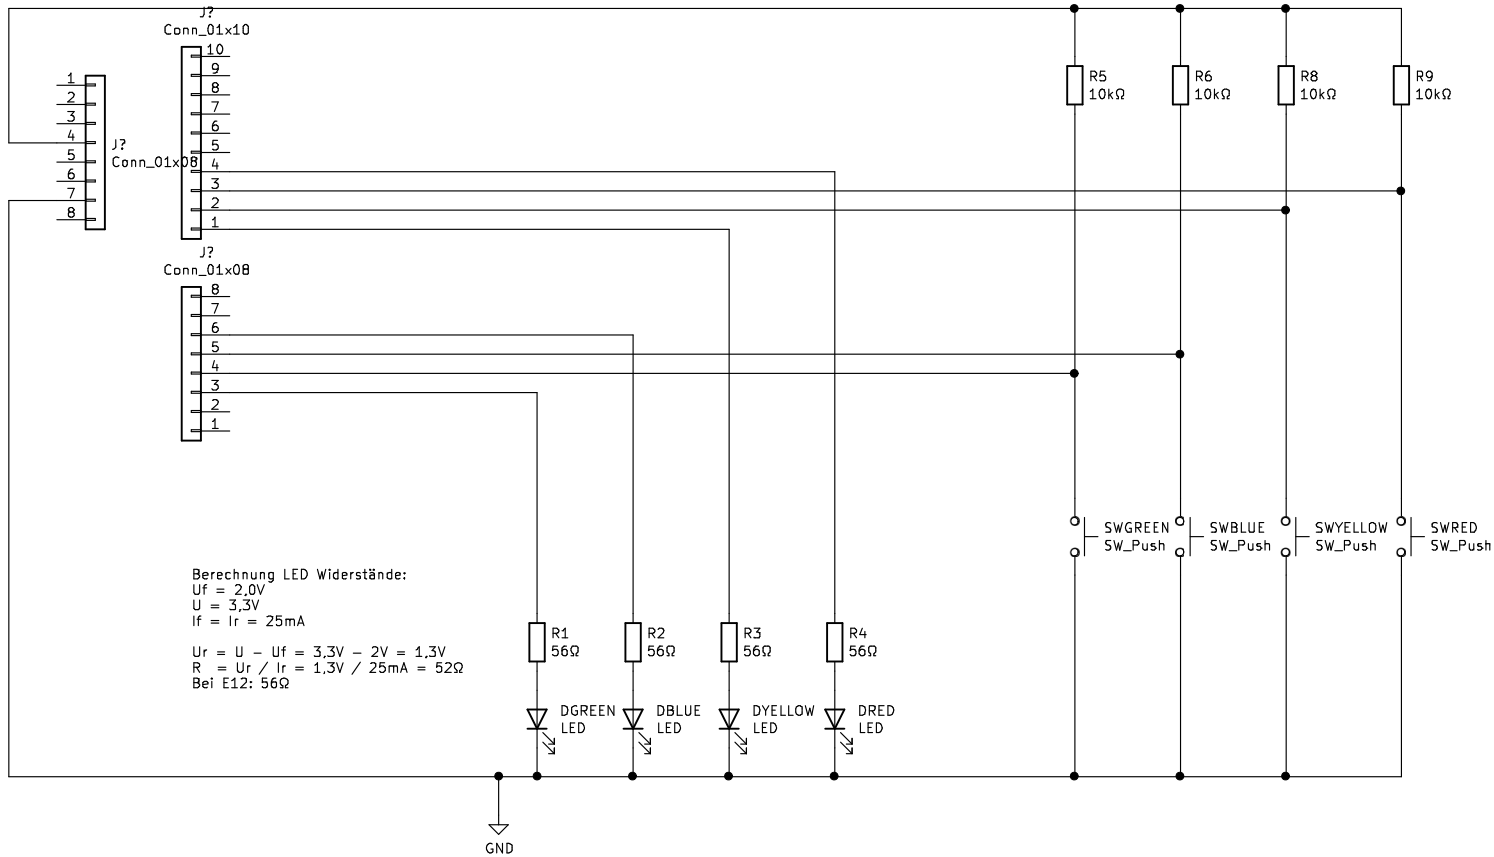 J?
Conn_01x10
10
9
8
7
6
5
4
3
2
1
1
2
3
4
5
6
7
8
J?
Conn_01x08
J?
Conn_01x08
8
7
6
5
4
3
2
1
R5
10kΩ
R6
10kΩ
R8
10kΩ
R9
10kΩ
SWGREEN
SW_Push
SWBLUE
SW_Push
SWYELLOW
SW_Push
SWRED
SW_Push
Berechnung LED Widerstände:
Uf = 2,0V
U = 3,3V
If = Ir = 25mA
Ur = U - Uf = 3,3V - 2V = 1,3V
R = Ur / Ir = 1,3V / 25mA = 52Ω
Bei E12: 56Ω
R1
56Ω
R2
56Ω
R3
56Ω
R4
56Ω
DGREEN
LED
DBLUE
LED
DYELLOW
LED
DRED
LED
GND